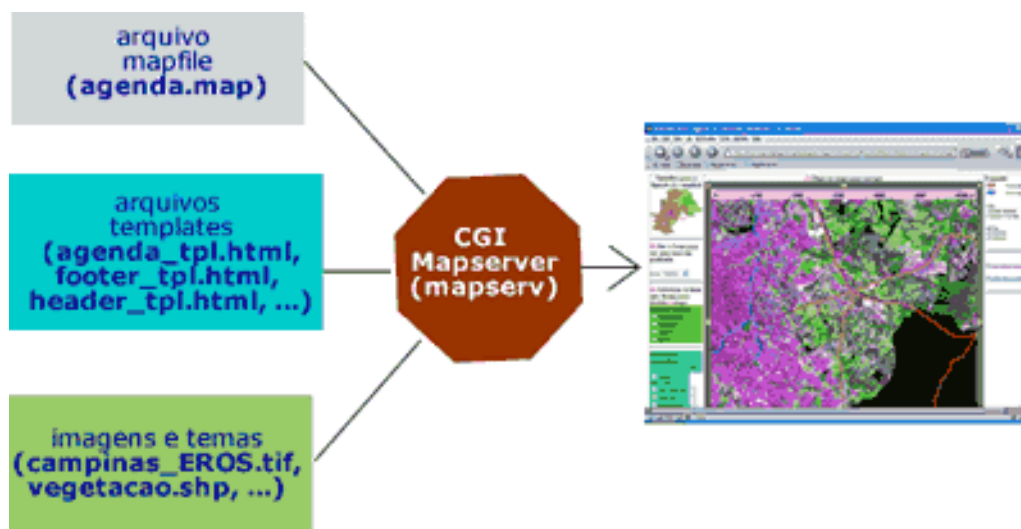 arquivo
mapfile
(agenda.map)
arquivos
templates
(agenda_tpl.html,
footer_tpl.html,
header_tpl.html, ...)
imagens e temas
(campinas_EROS.tif,
vegetacao.shp, ...)
CGI
Mapserver
(mapserv)